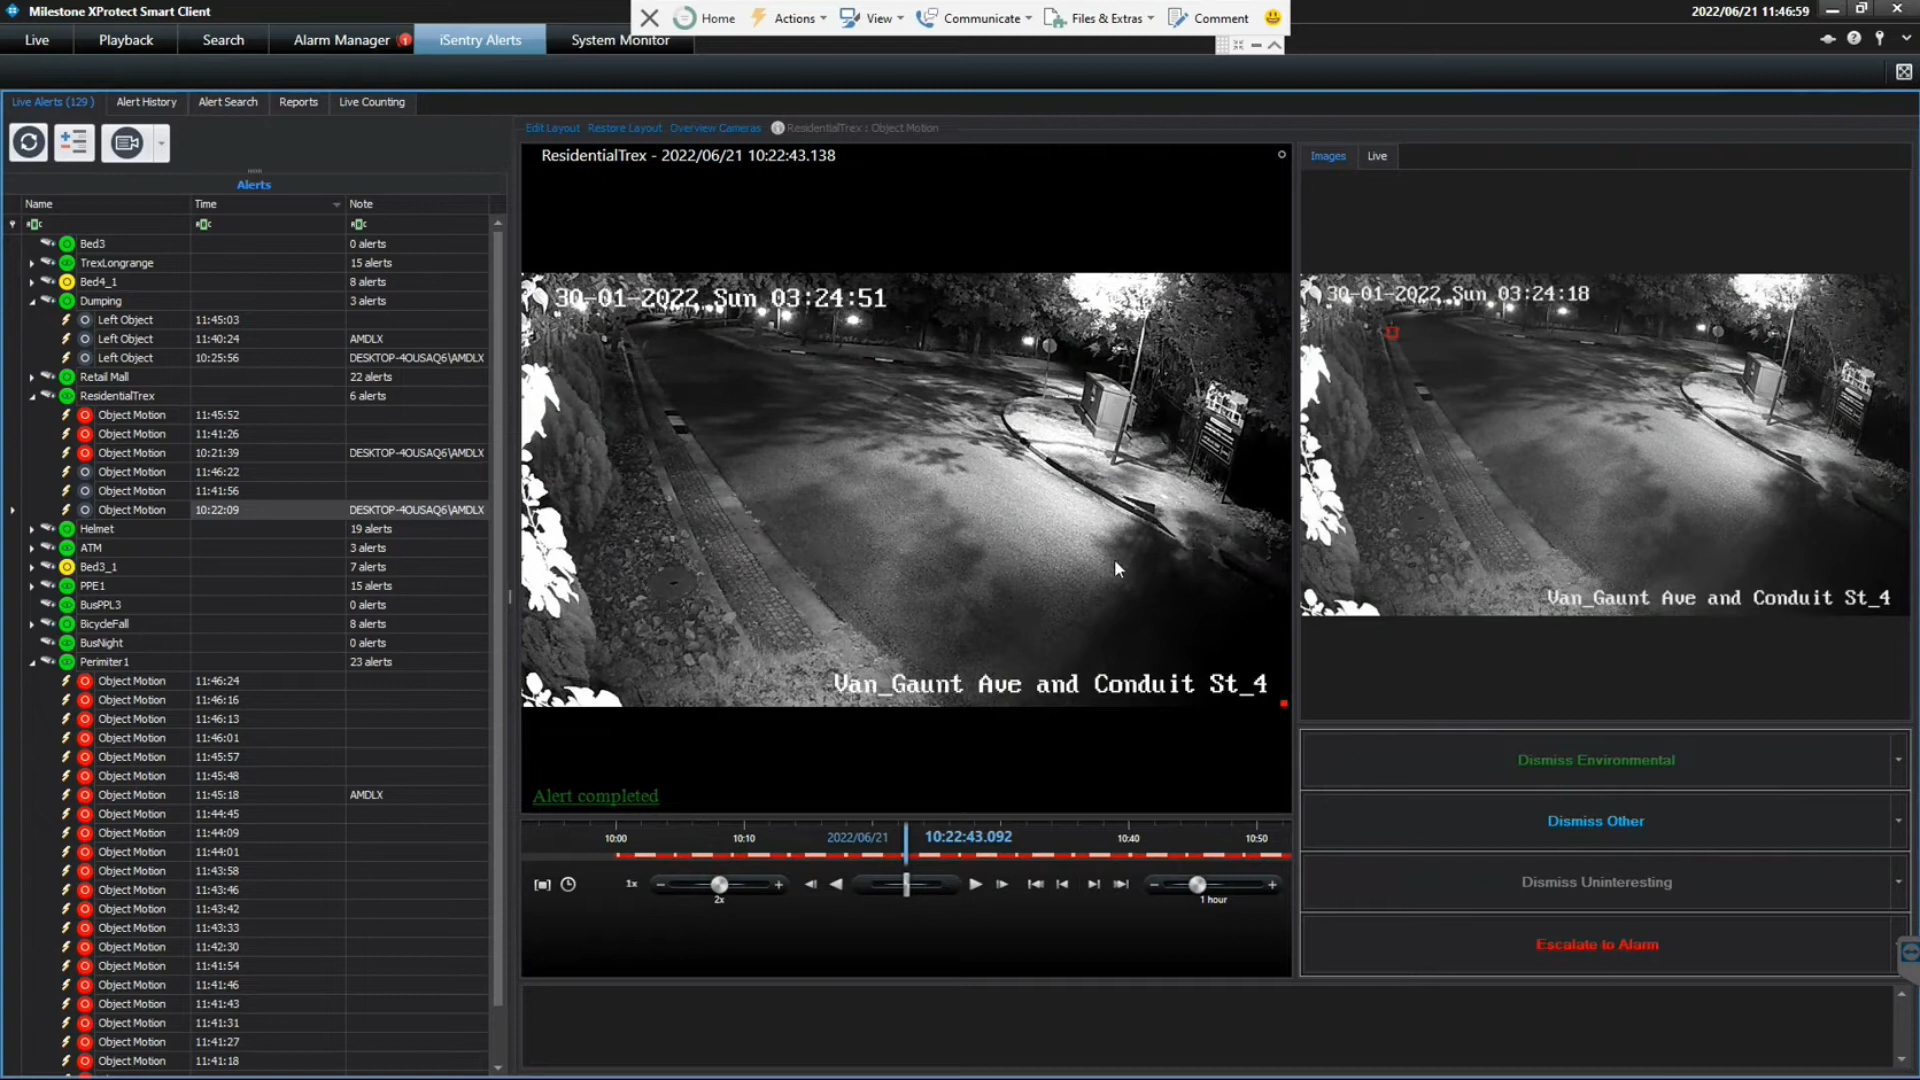 Milestone XProtect Smart Client
Home Actions View Communicate Files & Extras Comment
2022/06/21 11:46:59
Live Playback Search Alarm Manager 1 iSentry Alerts System Monitor
Live Alerts (129 ) Alert History Alert Search Reports Live Counting
Edit Layout Restore Layout Overview Cameras ResidentialTrex : Object Motion
ResidentialTrex - 2022/06/21 10:22:43.138
Images Live
Alerts
Name Time Note
Bed3 0 alerts
TrexLongrange 15 alerts
Bed4_1 8 alerts
Dumping 3 alerts
Left Object 11:45:03
Left Object 11:40:24 AMDLX
Left Object 10:25:56 DESKTOP-4OUSAQ6\AMDLX
Retail Mall 22 alerts
ResidentialTrex 6 alerts
Object Motion 11:45:52
Object Motion 11:41:26
Object Motion 10:21:39 DESKTOP-4OUSAQ6\AMDLX
Object Motion 11:46:22
Object Motion 11:41:56
Object Motion 10:22:09 DESKTOP-4OUSAQ6\AMDLX
Helmet 19 alerts
ATM 3 alerts
Bed3_1 7 alerts
PPE1 15 alerts
BusPPL3 0 alerts
BicycleFall 8 alerts
BusNight 0 alerts
Perimiter1 23 alerts
Object Motion 11:46:24
Object Motion 11:46:16
Object Motion 11:46:13
Object Motion 11:46:01
Object Motion 11:45:57
Object Motion 11:45:48
Object Motion 11:45:18 AMDLX
Object Motion 11:44:45
Object Motion 11:44:09
Object Motion 11:44:01
Object Motion 11:43:58
Object Motion 11:43:46
Object Motion 11:43:42
Object Motion 11:43:33
Object Motion 11:42:30
Object Motion 11:41:54
Object Motion 11:41:46
Object Motion 11:41:43
Object Motion 11:41:31
Object Motion 11:41:27
Object Motion 11:41:18
30-01-2022 Sun 03:24:51
Van_Gaunt Ave and Conduit St_4
Alert completed
10:00 10:10 2022/06/21 10:22:43.092 10:40 10:50
1x
2x
1 hour
30-01-2022 Sun 03:24:18
Van_Gaunt Ave and Conduit St_4
Dismiss Environmental
Dismiss Other
Dismiss Uninteresting
Escalate to Alarm